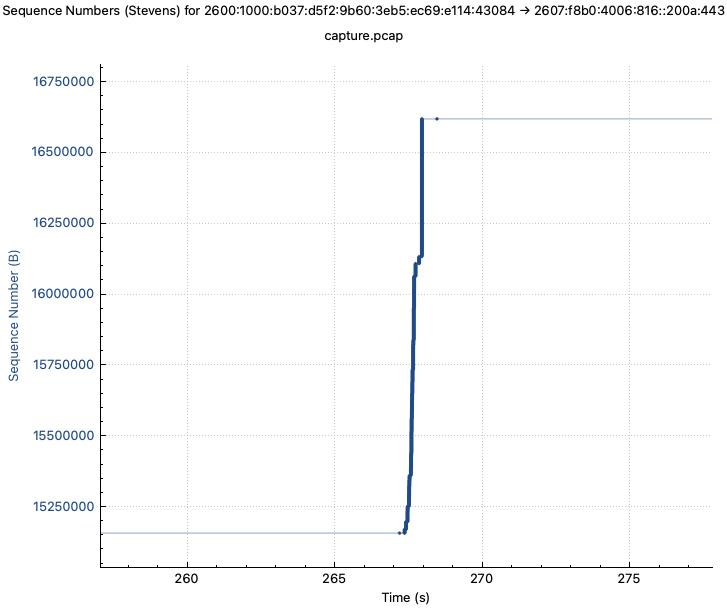 Sequence Numbers (Stevens) for 2600:1000:b037:d5f2:9b60:3eb5:ec69:e114:43084 → 2607:f8b0:4006:816::200a:443
capture.pcap
16750000
16500000
16250000
16000000
15750000
15500000
15250000
Sequence Number (B)
260 265 270 275
Time (s)